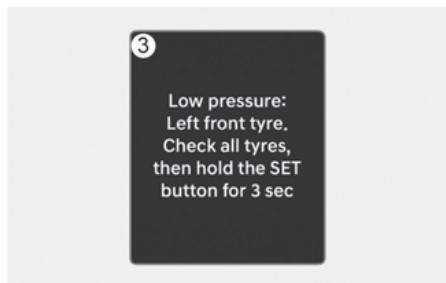 3
Low pressure:
Left front tyre.
Check all tyres,
then hold the SET
button for 3 sec